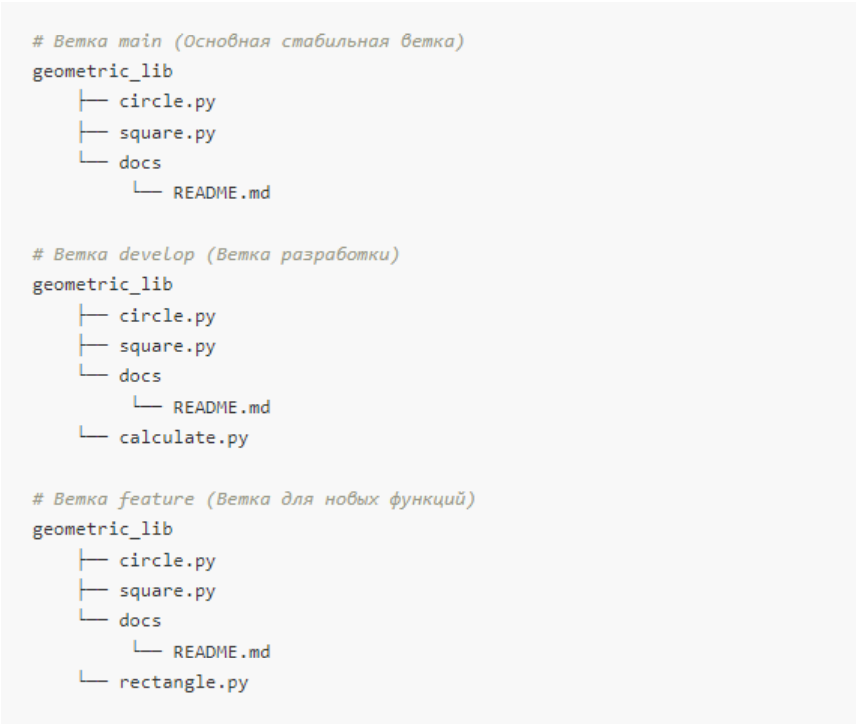 # Ветка main (Основная стабильная ветка)
geometric_lib
    ├── circle.py
    ├── square.py
    └── docs
          └── README.md
# Ветка develop (Ветка разработки)
geometric_lib
    ├── circle.py
    ├── square.py
    └── docs
          └── README.md
    └── calculate.py
# Ветка feature (Ветка для новых функций)
geometric_lib
    ├── circle.py
    ├── square.py
    └── docs
          └── README.md
    └── rectangle.py